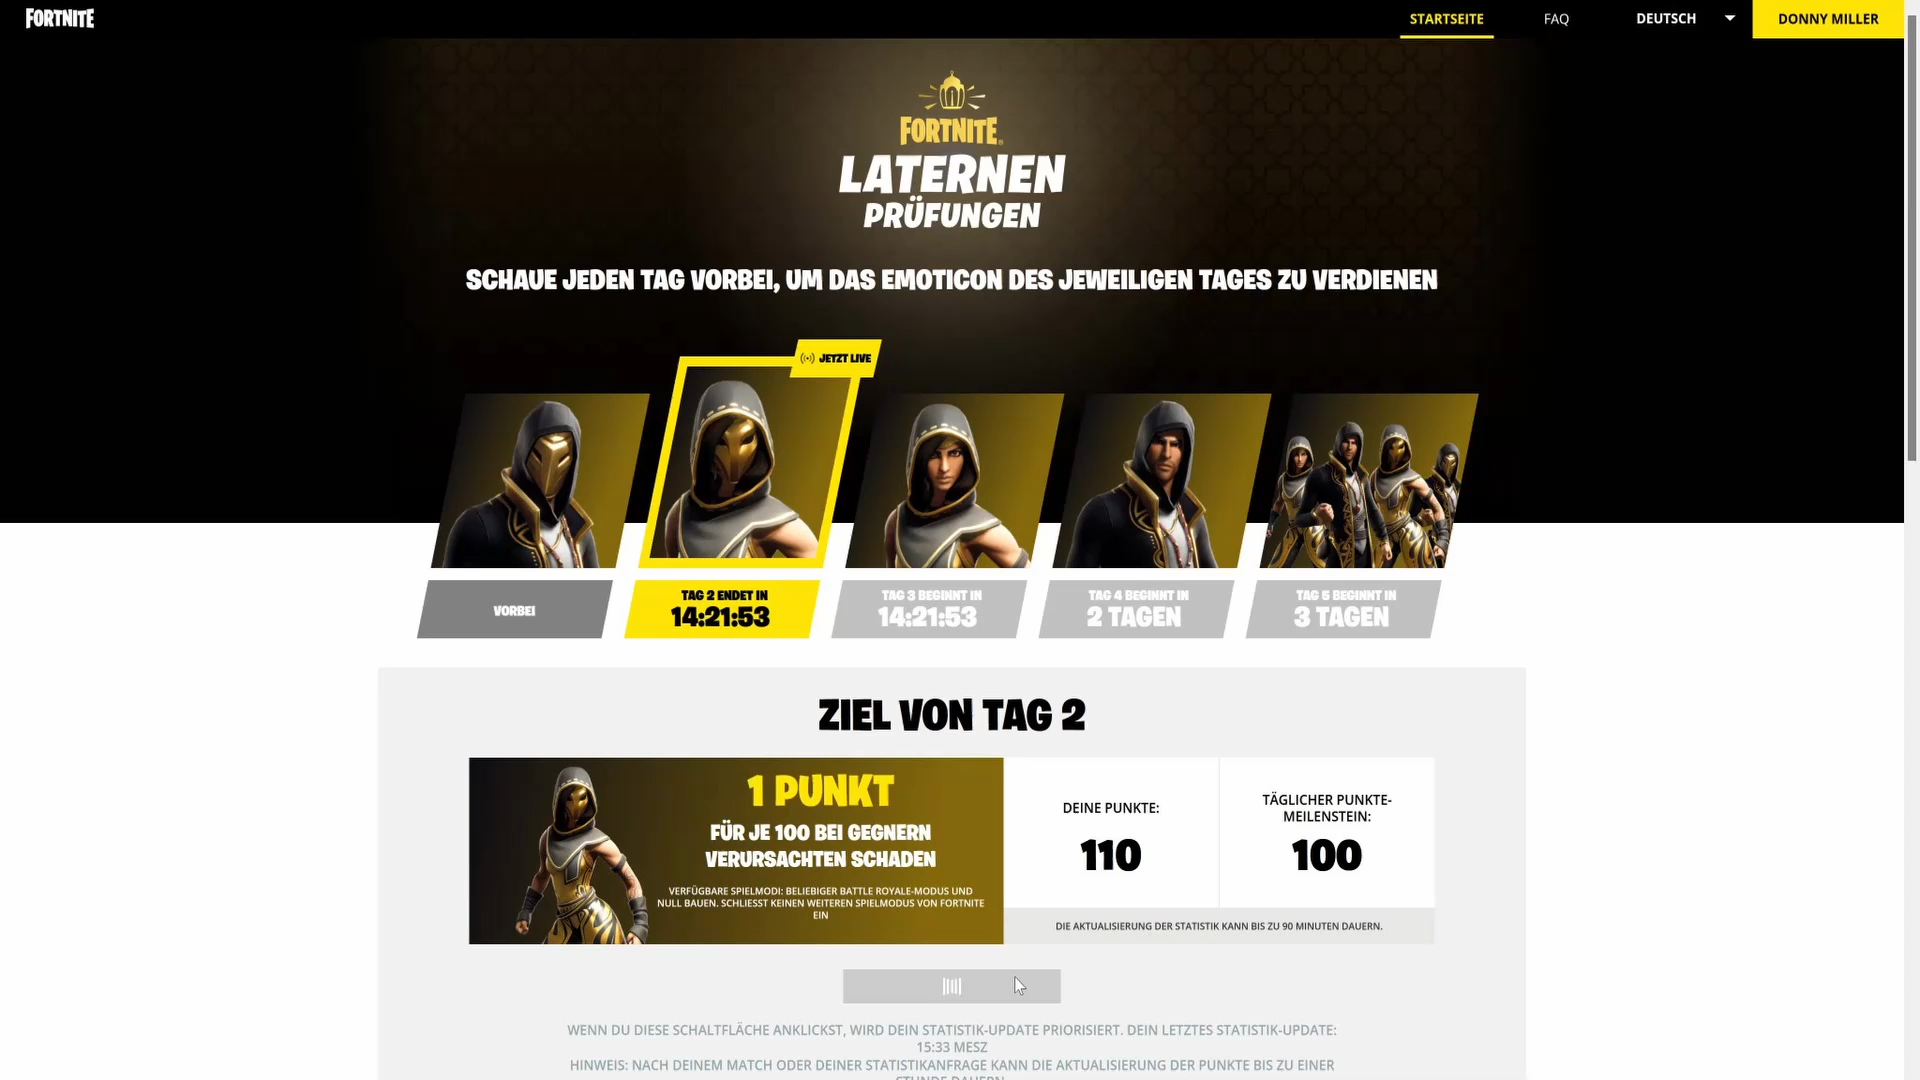 FORTNITE
STARTSEITE
FAQ
DEUTSCH
DONNY MILLER
FORTNITE
LATERNEN
PRÜFUNGEN
SCHAUE JEDEN TAG VORBEI, UM DAS EMOTICON DES JEWEILIGEN TAGES ZU VERDIENEN
JETZT LIVE
VORBEI
TAG 2 ENDET IN
14:21:53
TAG 3 BEGINNT IN
14:21:53
TAG 4 BEGINNT IN
2 TAGEN
TAG 5 BEGINNT IN
3 TAGEN
ZIEL VON TAG 2
1 PUNKT
FÜR JE 100 BEI GEGNERN
VERURSACHTEN SCHADEN
VERFÜGBARE SPIELMODI: BELIEBIGER BATTLE ROYALE-MODUS UND
NULL BAUEN. SCHLIESST KEINEN WEITEREN SPIELMODUS VON FORTNITE
EIN
DEINE PUNKTE:
110
TÄGLICHER PUNKTE-
MEILENSTEIN:
100
DIE AKTUALISIERUNG DER STATISTIK KANN BIS ZU 90 MINUTEN DAUERN.
WENN DU DIESE SCHALTFLÄCHE ANKLICKST, WIRD DEIN STATISTIK-UPDATE PRIORISIERT. DEIN LETZTES STATISTIK-UPDATE:
15:33 MESZ
HINWEIS: NACH DEINEM MATCH ODER DEINER STATISTIKANFRAGE KANN DIE AKTUALISIERUNG DER PUNKTE BIS ZU EINER
STUNDE DAUERN.